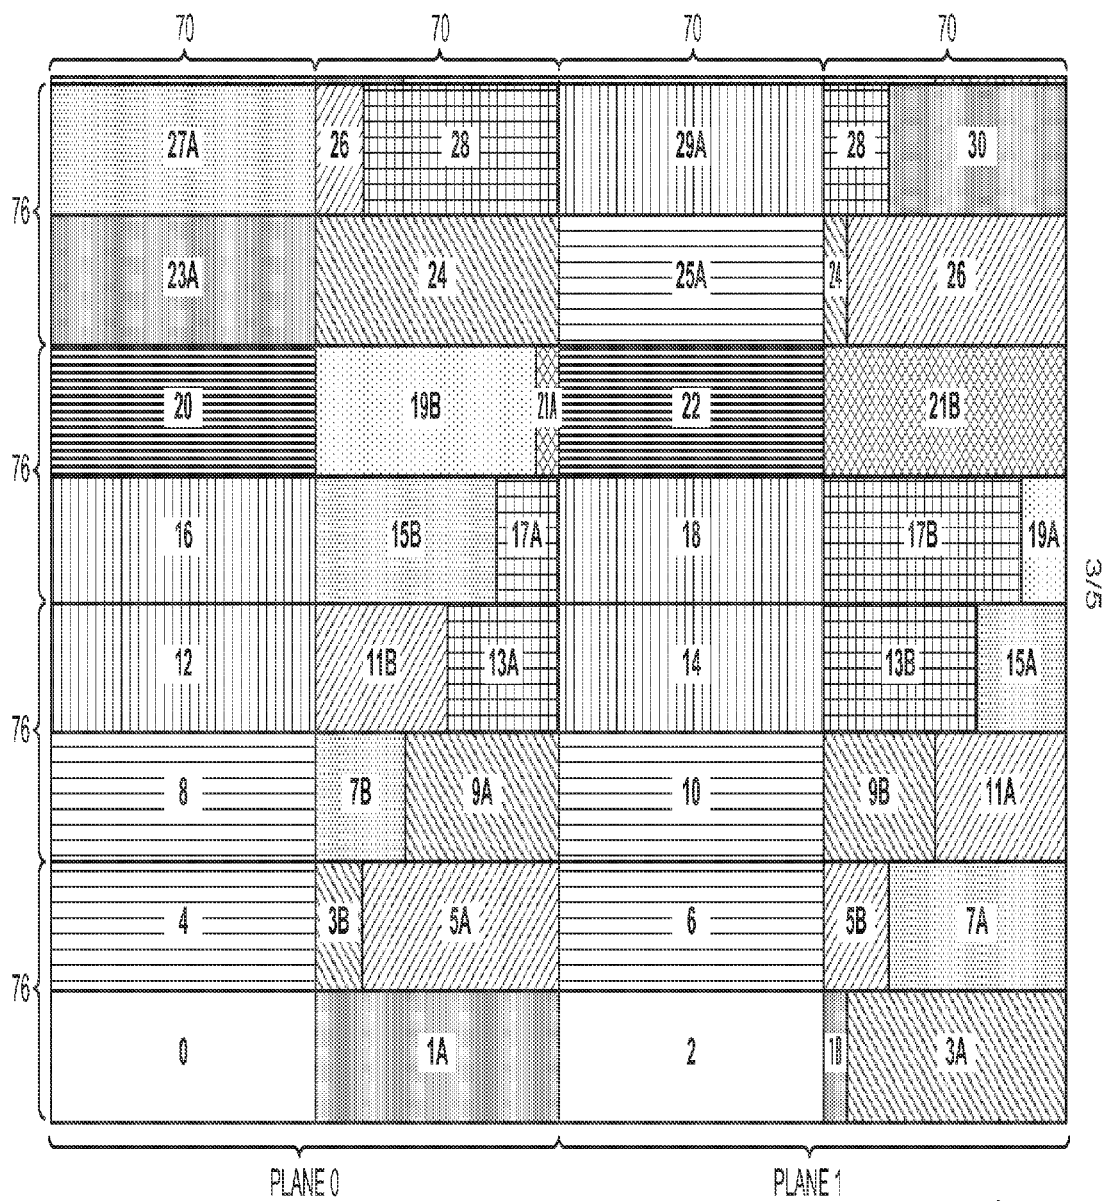 70 70 70 70
27A 26 28 29A 28 30
76
23A 24 25A 24 26
20 19B 21A 22 21B
76
16 15B 17A 18 17B 19A
3/5
12 11B 13A 14 13B 15A
76
8 7B 9A 10 9B 11A
4 3B 5A 6 5B 7A
76
0 1A 2 1B 3A
PLANE 0 PLANE 1